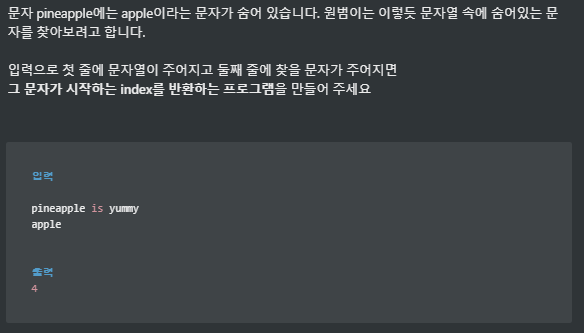 문자 pineapple에는 apple이라는 문자가 숨어 있습니다. 원범이는 이렇듯 문자열 속에 숨어있는 문
자를 찾아보려고 합니다.
입력으로 첫 줄에 문자열이 주어지고 둘째 줄에 찾을 문자가 주어지면
그 문자가 시작하는 index를 반환하는 프로그램을 만들어 주세요
입력
pineapple is yummy
apple
출력
4